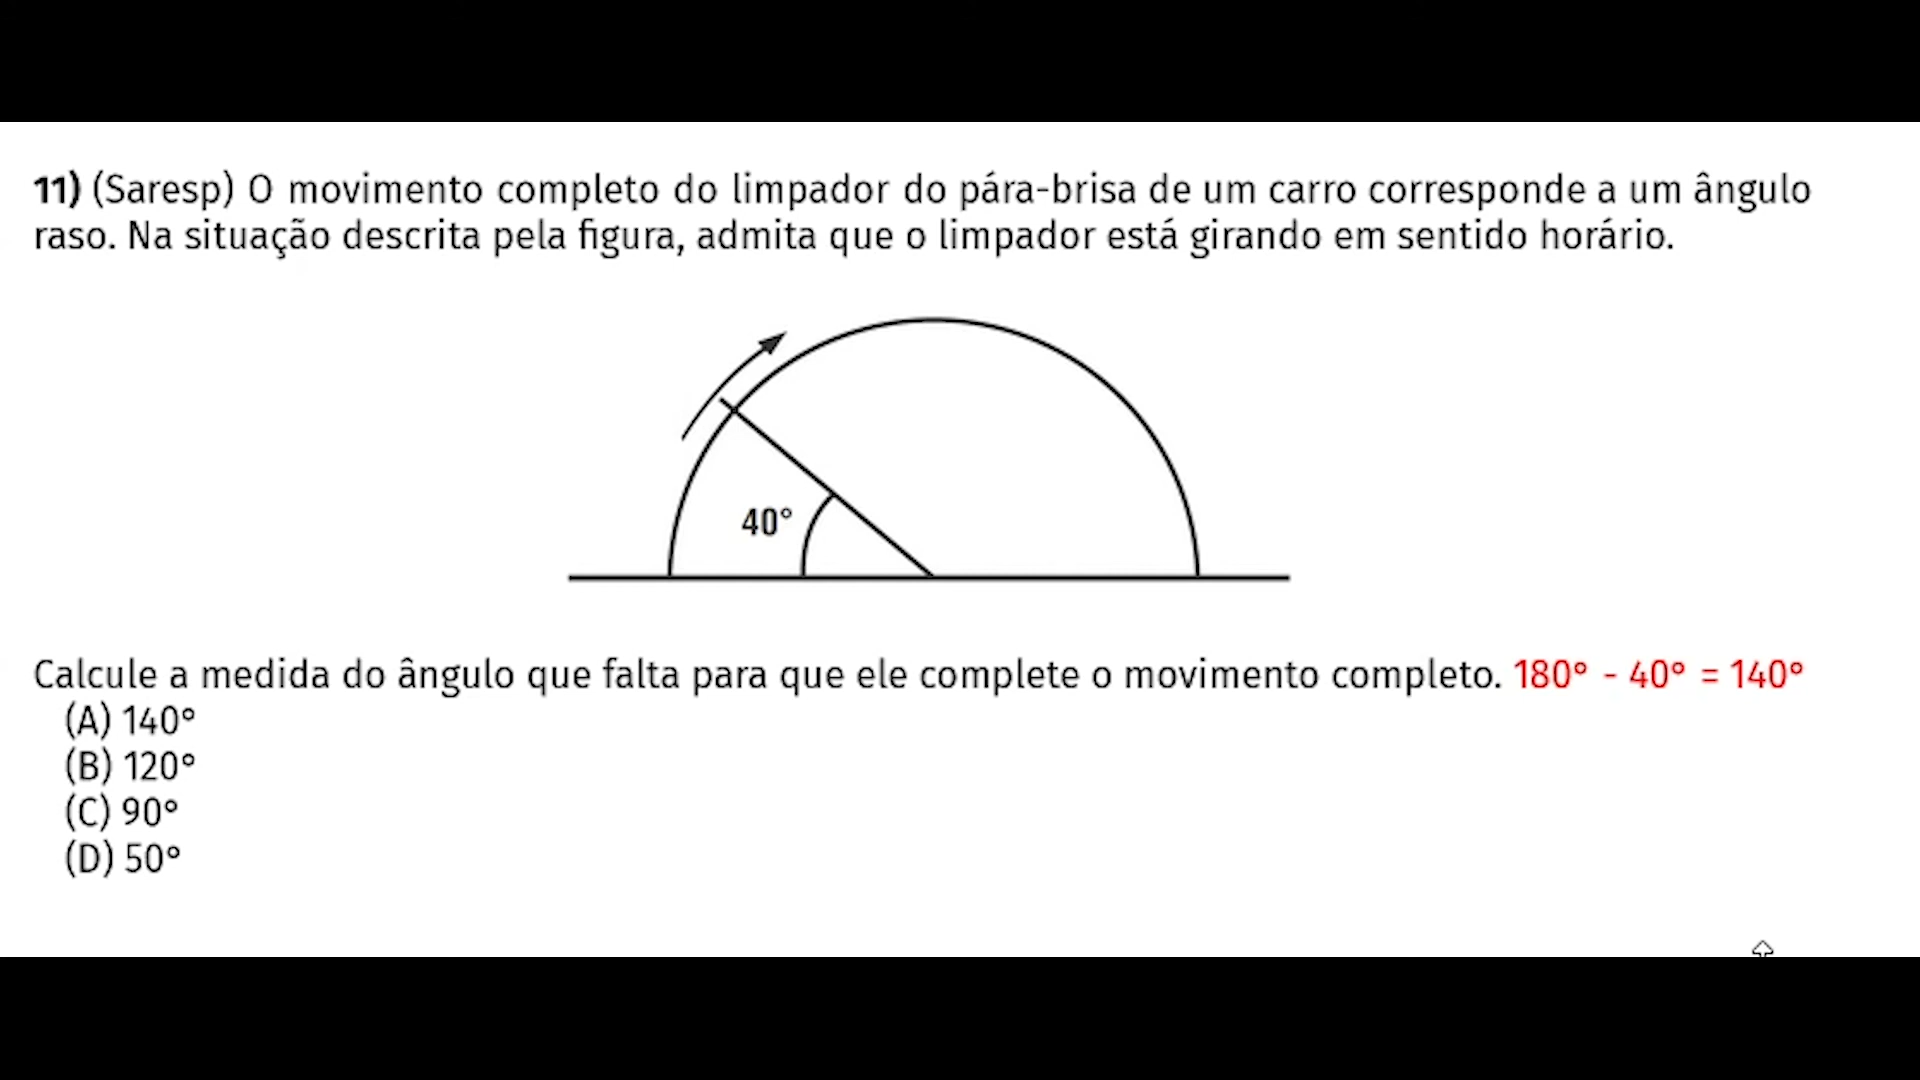 11) (Saresp) O movimento completo do limpador do pára-brisa de um carro corresponde a um ângulo
raso. Na situação descrita pela figura, admita que o limpador está girando em sentido horário.
40°
Calcule a medida do ângulo que falta para que ele complete o movimento completo. 180° - 40° = 140°
(A) 140°
(B) 120°
(C) 90°
(D) 50°